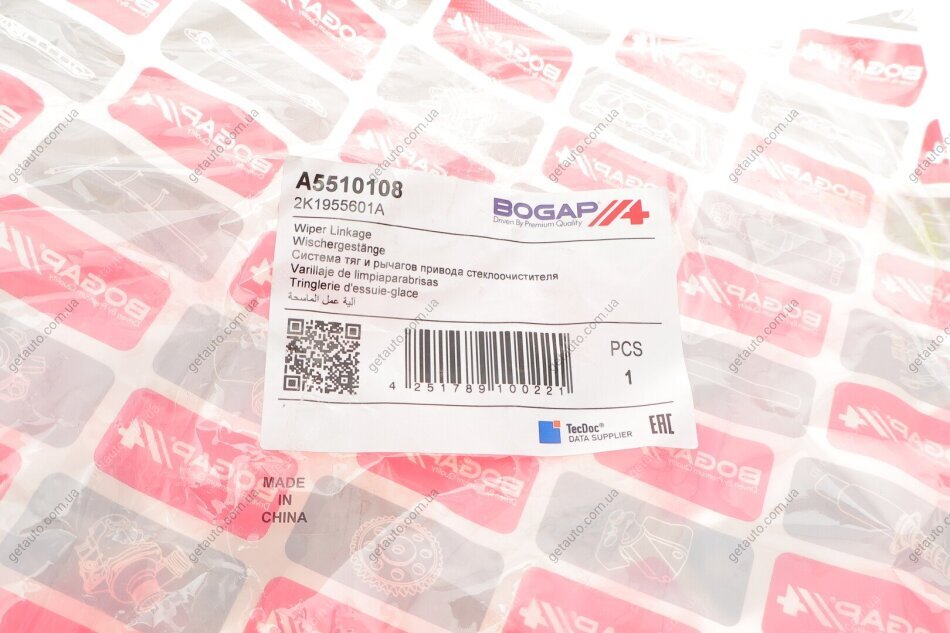 A5510108
2K1955601A
BOGAP
Driven By Premium Quality
Wiper Linkage
Wischergestänge
Система тяг и рычагов привода стеклоочистителя
Varillaje de limpiaparabrisas
Tringlerie d'essuie-glace
آلية عمل الماسحة
4 251789 100221
PCS
1
TecDoc®
DATA SUPPLIER
EAC
MADE
IN
CHINA
BOGAP
getauto.com.ua